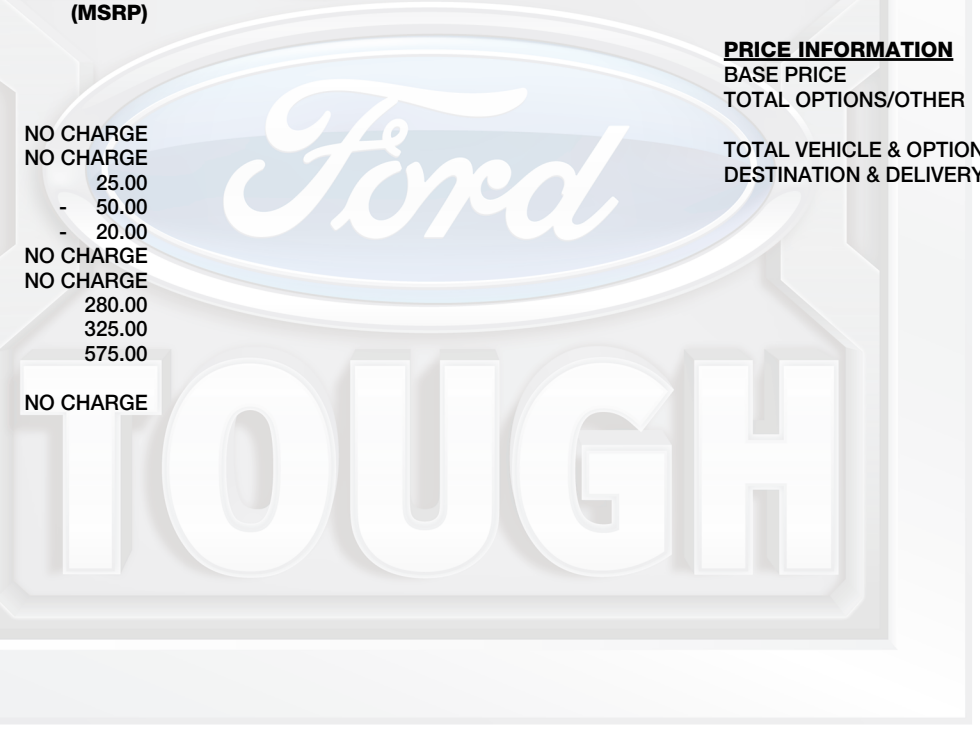 (MSRP)
NO CHARGE
NO CHARGE
25.00
- 50.00
- 20.00
NO CHARGE
NO CHARGE
280.00
325.00
575.00
NO CHARGE
PRICE INFORMATION
BASE PRICE
TOTAL OPTIONS/OTHER
TOTAL VEHICLE & OPTION
DESTINATION & DELIVERY
Ford
TOUGH